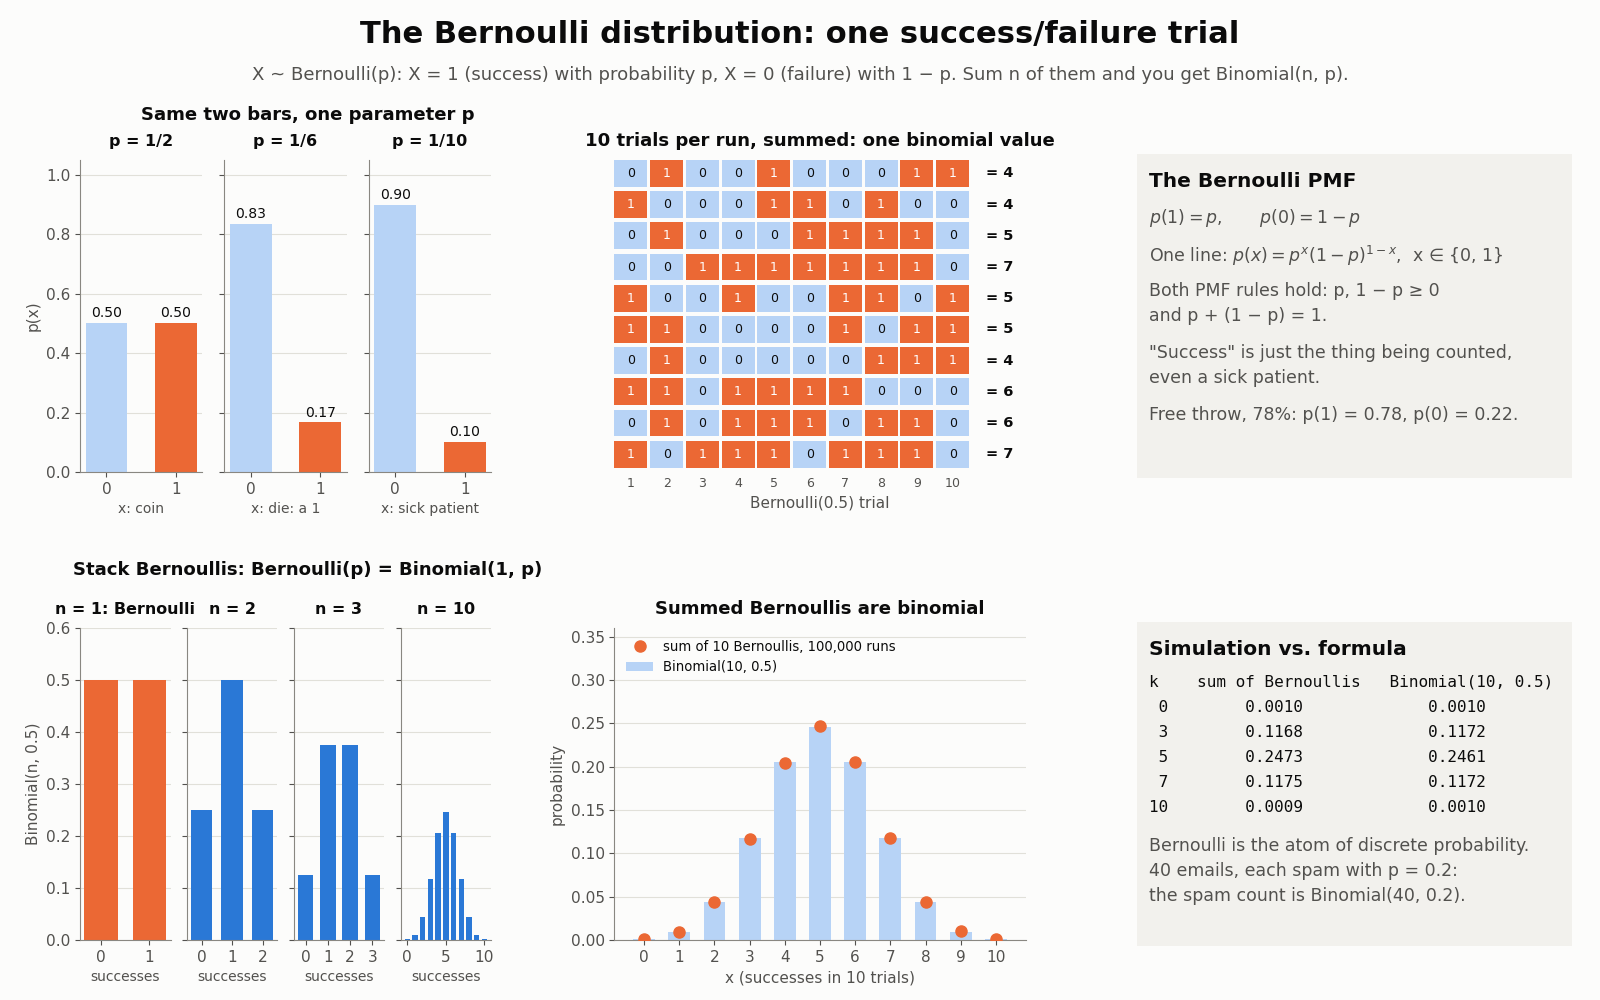 The Bernoulli distribution: one success/failure trial
X ~ Bernoulli(p): X = 1 (success) with probability p, X = 0 (failure) with 1 − p. Sum n of them and you get Binomial(n, p).
Same two bars, one parameter p
p = 1/2 p = 1/6 p = 1/10
1.0
0.8
0.6
0.4
0.2
0.0
p(x)
0.50 0.50
0.83 0.17
0.90 0.10
0 1 0 1 0 1
x: coin x: die: a 1 x: sick patient
10 trials per run, summed: one binomial value
0 1 0 0 1 0 0 0 1 1 = 4
1 0 0 0 1 1 0 1 0 0 = 4
0 1 0 0 0 1 1 1 1 0 = 5
0 0 1 1 1 1 1 1 1 0 = 7
1 0 0 1 0 0 1 1 0 1 = 5
1 1 0 0 0 0 1 0 1 1 = 5
0 1 0 0 0 0 0 1 1 1 = 4
1 1 0 1 1 1 1 0 0 0 = 6
0 1 0 1 1 1 0 1 1 0 = 6
1 0 1 1 1 0 1 1 1 0 = 7
1 2 3 4 5 6 7 8 9 10
Bernoulli(0.5) trial
The Bernoulli PMF
p(1) = p, p(0) = 1 − p
One line: p(x) = pˣ(1 − p)¹⁻ˣ, x ∈ {0, 1}
Both PMF rules hold: p, 1 − p ≥ 0
and p + (1 − p) = 1.
"Success" is just the thing being counted,
even a sick patient.
Free throw, 78%: p(1) = 0.78, p(0) = 0.22.
Stack Bernoullis: Bernoulli(p) = Binomial(1, p)
n = 1: Bernoulli n = 2 n = 3 n = 10
0.6
0.5
0.4
0.3
0.2
0.1
0.0
Binomial(n, 0.5)
0 1 0 1 2 0 1 2 3 0 5 10
successes successes successes successes
Summed Bernoullis are binomial
0.35
0.30
0.25
0.20
0.15
0.10
0.05
0.00
probability
sum of 10 Bernoullis, 100,000 runs
Binomial(10, 0.5)
0 1 2 3 4 5 6 7 8 9 10
x (successes in 10 trials)
Simulation vs. formula
k sum of Bernoullis Binomial(10, 0.5)
0 0.0010 0.0010
3 0.1168 0.1172
5 0.2473 0.2461
7 0.1175 0.1172
10 0.0009 0.0010
Bernoulli is the atom of discrete probability.
40 emails, each spam with p = 0.2:
the spam count is Binomial(40, 0.2).